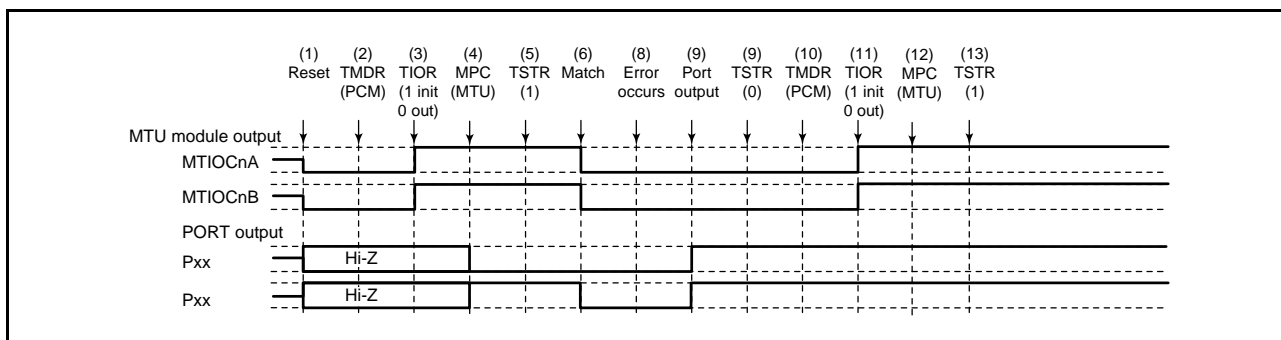 (1) (2) (3) (4) (5) (6) (8) (9) (9) (10) (11) (12) (13)
Reset TMDR TIOR MPC TSTR Match Error Port TSTR TMDR TIOR MPC TSTR
(PCM) (1 init (MTU) (1) occurs output (0) (PCM) (1 init (MTU) (1)
0 out) 0 out)
MTU module output
MTIOCnA
MTIOCnB
PORT output
Pxx Hi-Z
Pxx Hi-Z